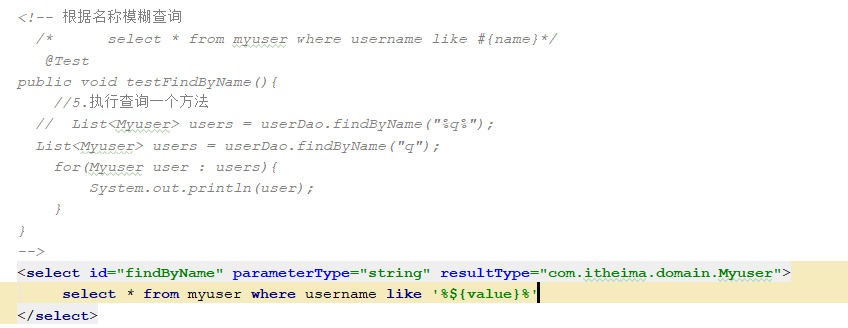 <!-- 根据名称模糊查询
/*      select * from myuser where username like #{name}*/
@Test
public void testFindByName(){
//5.执行查询一个方法
//  List<Myuser> users = userDao.findByName("%q%");
List<Myuser> users = userDao.findByName("q");
for(Myuser user : users){
System.out.println(user);
}
}
-->
<select id="findByName" parameterType="string" resultType="com.itheima.domain.Myuser">
select * from myuser where username like '%${value}%'
</select>